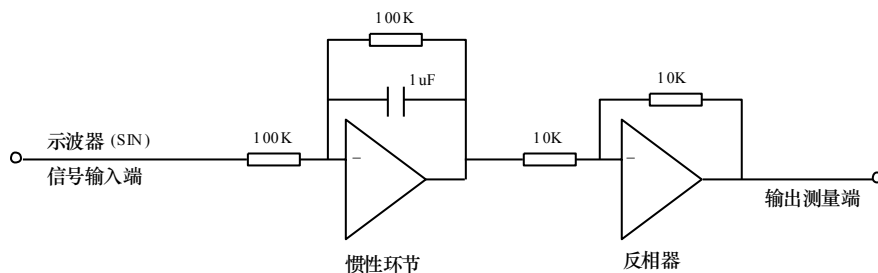 100K
1uF
10K
示波器 (SIN)
100K
10K
信号输入端
−
−
输出测量端
惯性环节
反相器